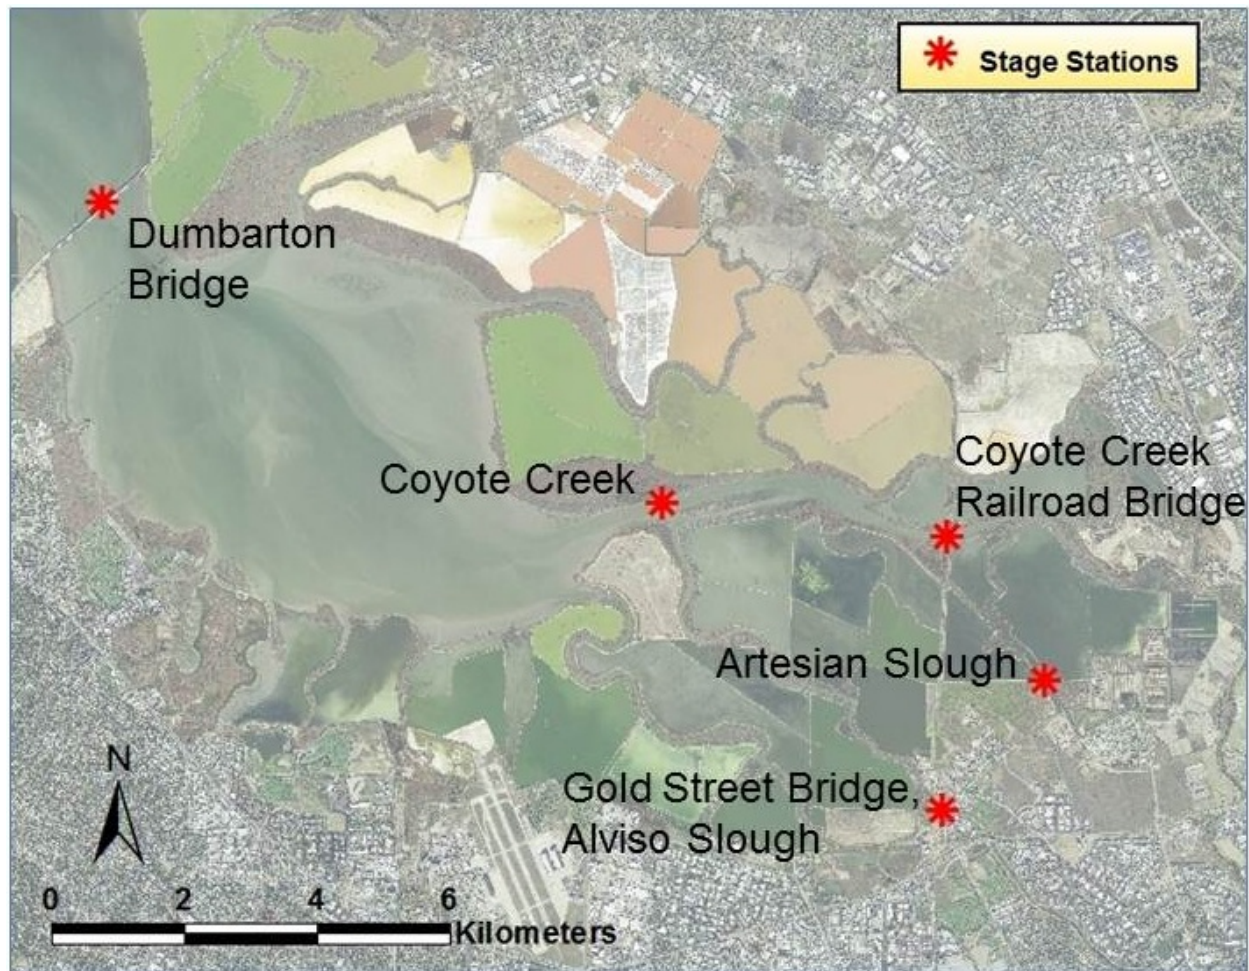 Stage Stations
Dumbarton
Bridge
Coyote Creek
Coyote Creek
Railroad Bridge
Artesian Slough
Gold Street Bridge,
Alviso Slough
N
0 2 4 6
Kilometers